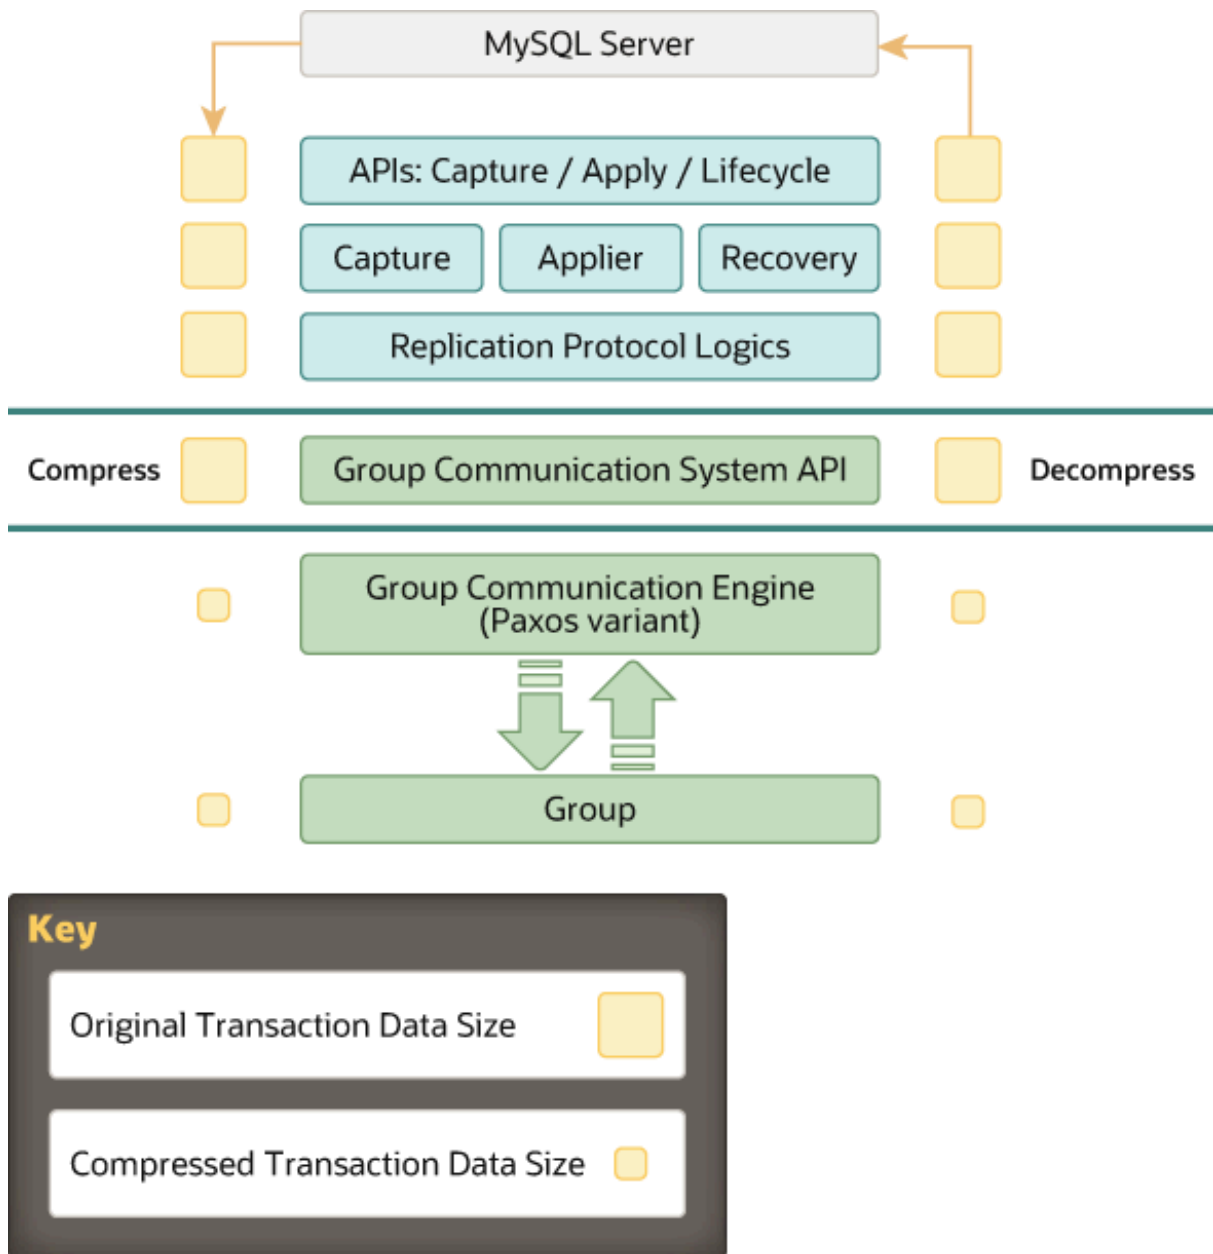 MySQL Server
APIs: Capture / Apply / Lifecycle
Capture
Applier
Recovery
Replication Protocol Logics
Compress
Group Communication System API
Decompress
Group Communication Engine
(Paxos variant)
Group
Key
Original Transaction Data Size
Compressed Transaction Data Size